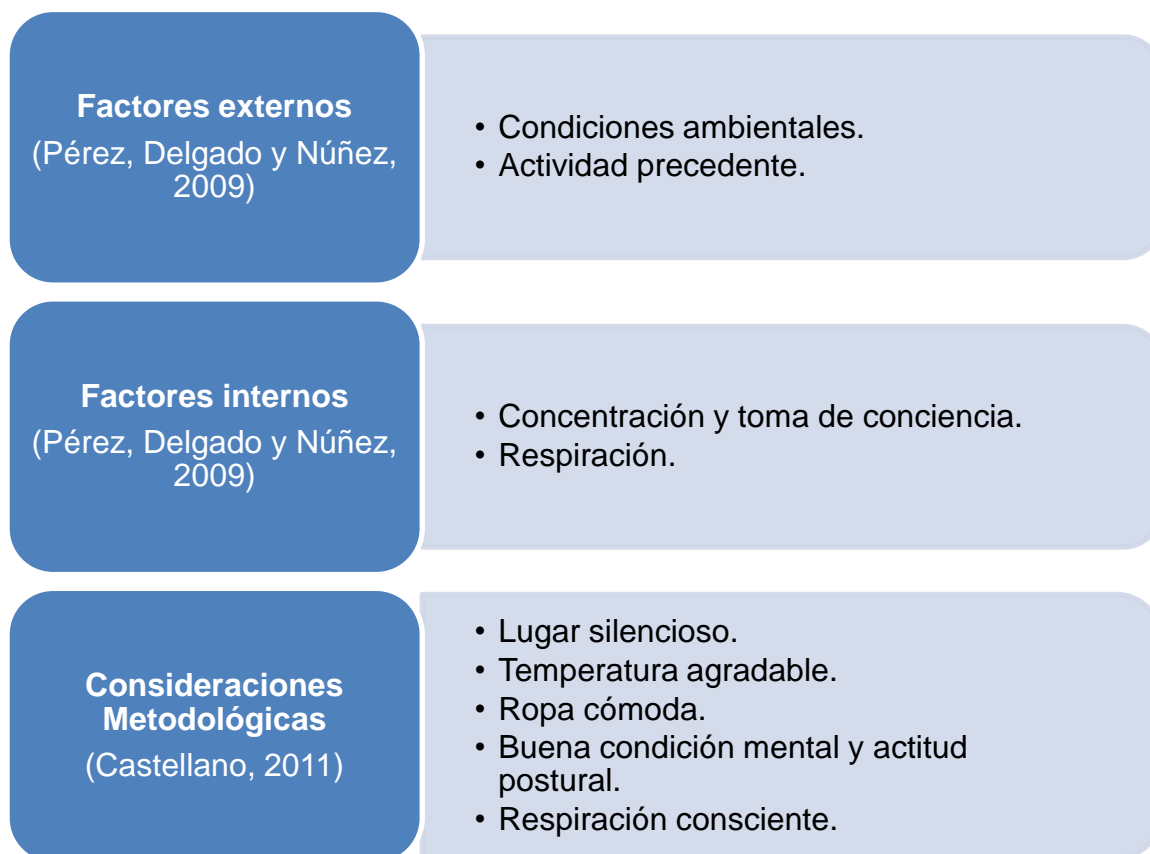 Factores externos
(Pérez, Delgado y Núñez,
2009)
• Condiciones ambientales.
• Actividad precedente.
Factores internos
(Pérez, Delgado y Núñez,
2009)
• Concentración y toma de conciencia.
• Respiración.
Consideraciones
Metodológicas
(Castellano, 2011)
• Lugar silencioso.
• Temperatura agradable.
• Ropa cómoda.
• Buena condición mental y actitud
postural.
• Respiración consciente.